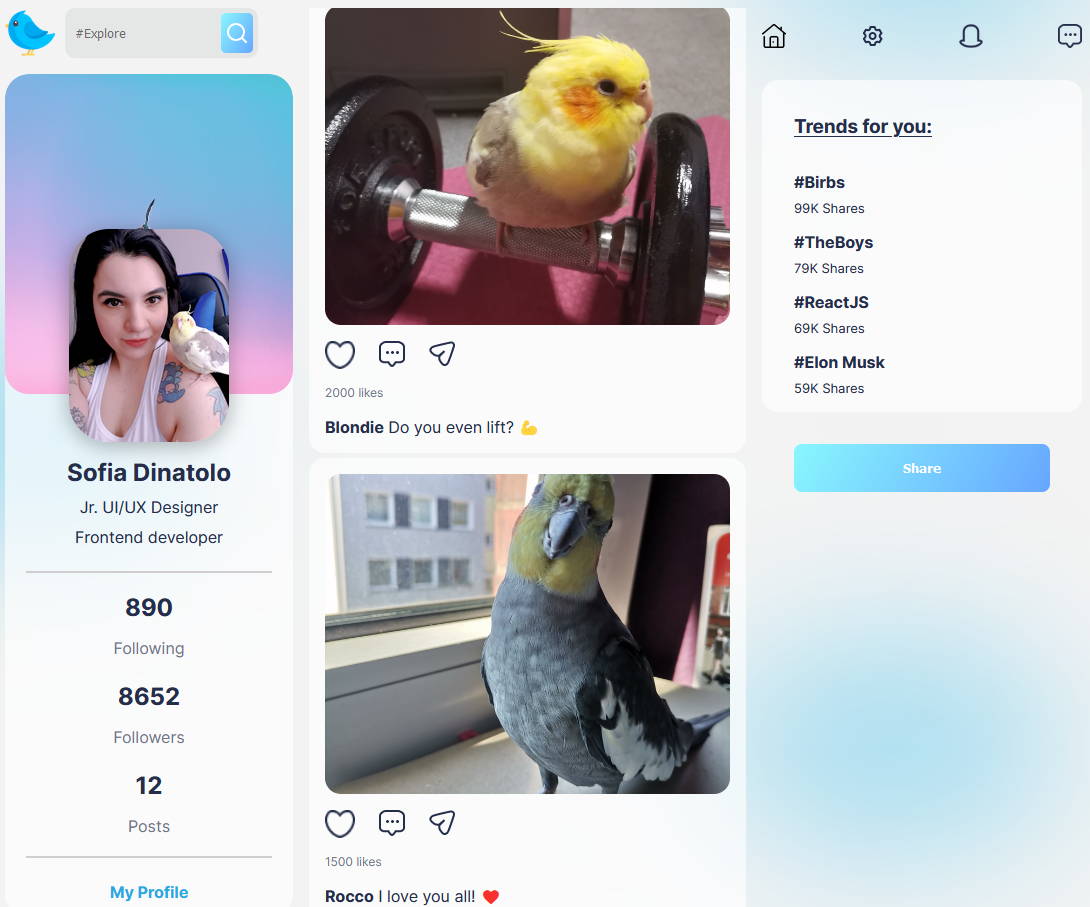 #Explore
Sofia Dinatolo
Jr. UI/UX Designer
Frontend developer
890
Following
8652
Followers
12
Posts
My Profile
2000 likes
Blondie Do you even lift? 💪
1500 likes
Rocco I love you all! ❤️
Trends for you:
#Birbs
99K Shares
#TheBoys
79K Shares
#ReactJS
69K Shares
#Elon Musk
59K Shares
Share